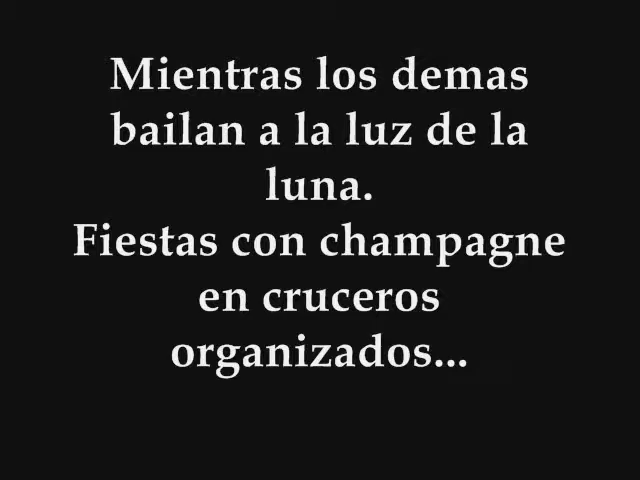 Mientras los demas
bailan a la luz de la
luna.
Fiestas con champagne
en cruceros
organizados...